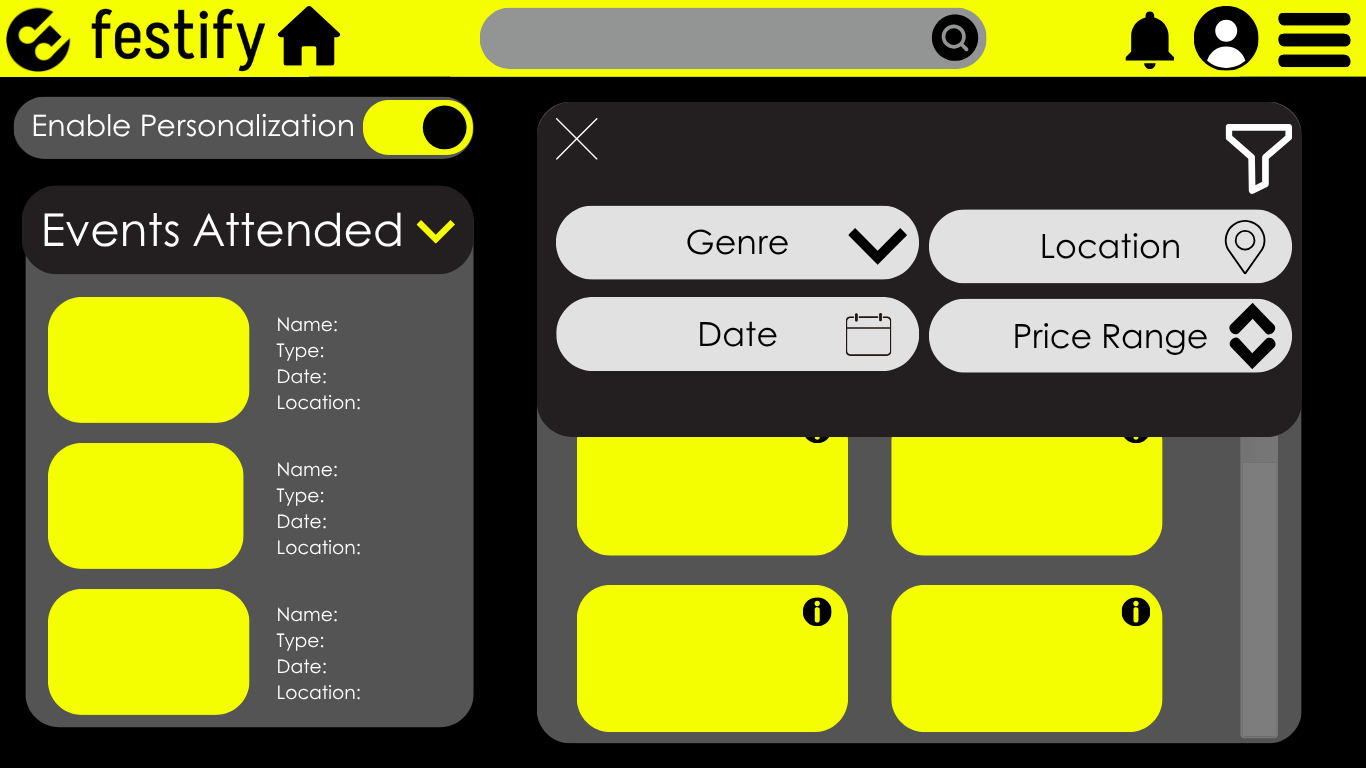 festify
Enable Personalization
Events Attended
Name:
Type:
Date:
Location:
Name:
Type:
Date:
Location:
Name:
Type:
Date:
Location:
Genre
Location
Date
Price Range